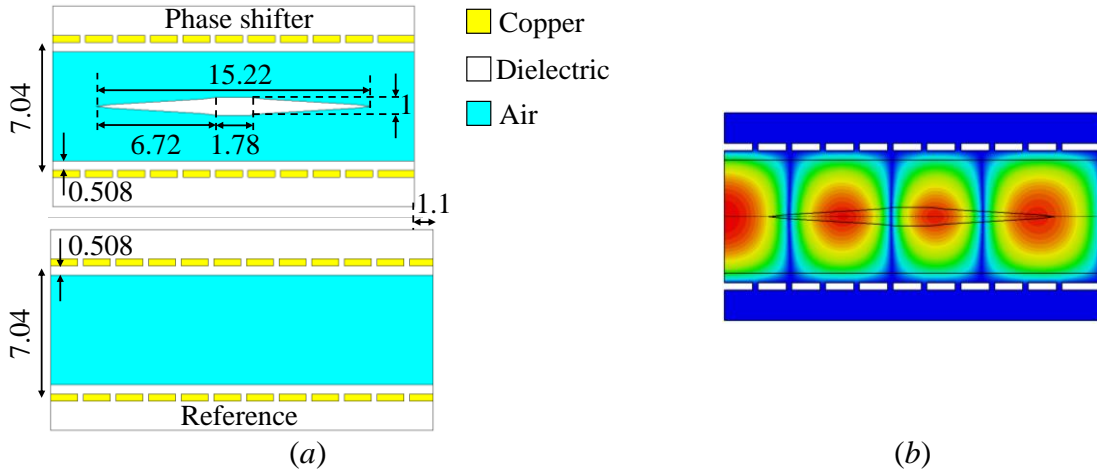 Phase shifter
7.04
15.22
1
6.72
1.78
0.508
1.1
Copper
Dielectric
Air
0.508
7.04
Reference
(a)
(b)